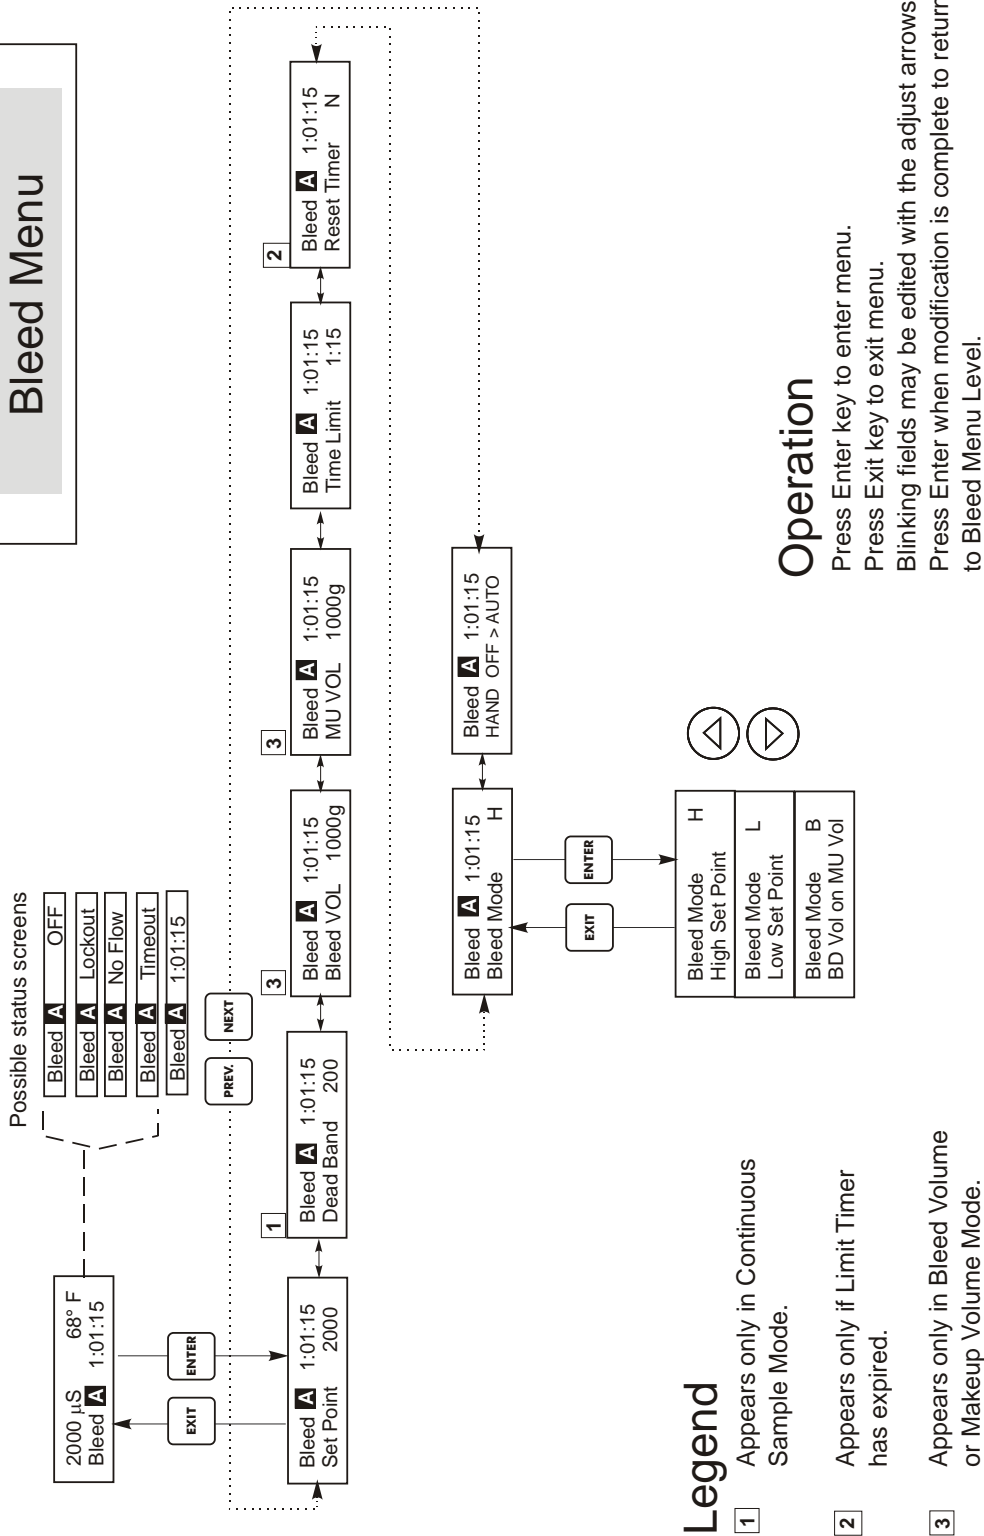 Bleed Menu
Possible status screens
Bleed A OFF
Bleed A Lockout
Bleed A No Flow
Bleed A Timeout
Bleed A 1:01:15
2000 µS 68° F
Bleed A 1:01:15
EXIT
ENTER
PREV.
NEXT
Bleed A 1:01:15
Set Point 2000
1
Bleed A 1:01:15
Dead Band 200
3
Bleed A 1:01:15
Bleed VOL 1000g
3
Bleed A 1:01:15
MU VOL 1000g
Bleed A 1:01:15
Time Limit 1:15
2
Bleed A 1:01:15
Reset Timer N
Bleed A 1:01:15
Bleed Mode H
Bleed A 1:01:15
HAND OFF > AUTO
EXIT
ENTER
Bleed Mode H
High Set Point
Bleed Mode L
Low Set Point
Bleed Mode B
BD Vol on MU Vol
Legend
1 Appears only in Continuous
Sample Mode.
2 Appears only if Limit Timer
has expired.
3 Appears only in Bleed Volume
or Makeup Volume Mode.
Operation
Press Enter key to enter menu.
Press Exit key to exit menu.
Blinking fields may be edited with the adjust arrows
Press Enter when modification is complete to return
to Bleed Menu Level.